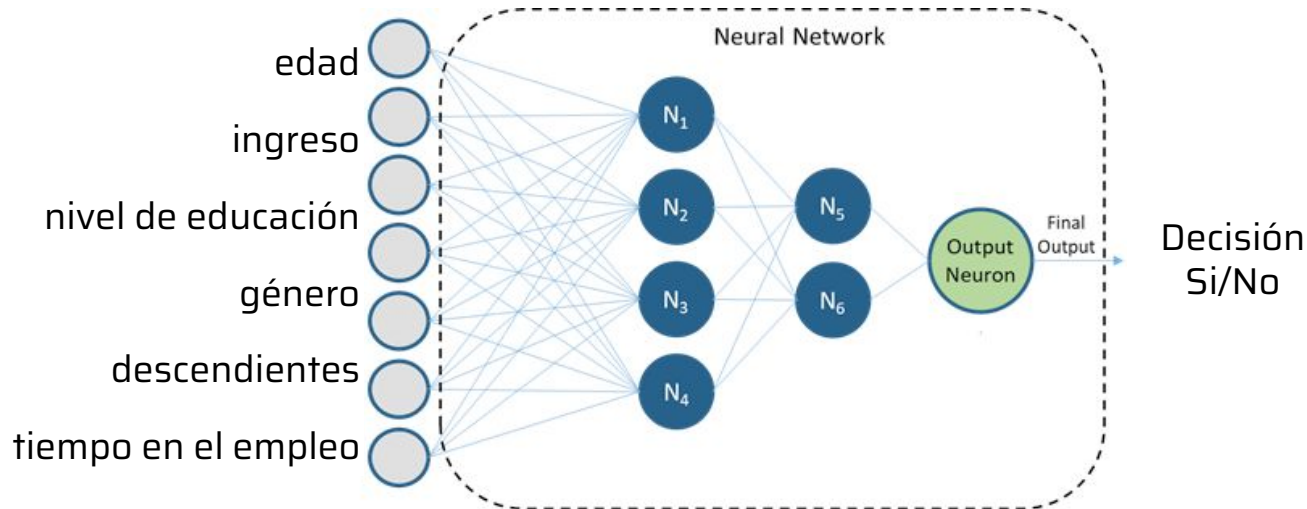 Neural Network
edad
ingreso
nivel de educación
género
descendientes
tiempo en el empleo
N1
N2
N3
N4
N5
N6
Output
Neuron
Final
Output
Decisión
Si/No